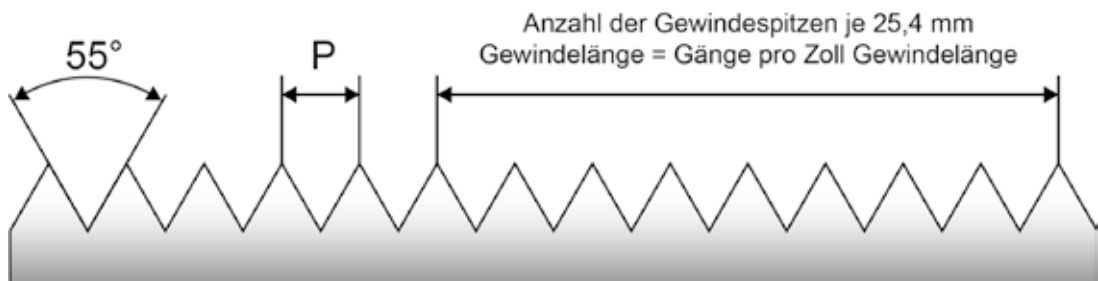 55°
P
Anzahl der Gewindespitzen je 25,4 mm
Gewindelänge = Gänge pro Zoll Gewindelänge